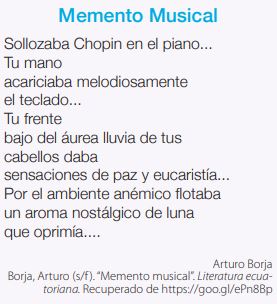 Memento Musical
Sollozaba Chopin en el piano...
Tu mano
acariciaba melodiosamente
el teclado...
Tu frente
bajo del áurea lluvia de tus
cabellos daba
sensaciones de paz y eucaristía...
Por el ambiente anémico flotaba
un aroma nostálgico de luna
que oprimía....
Arturo Borja
Borja, Arturo (s/f). “Memento musical”. Literatura ecua-
toriana. Recuperado de https://goo.gl/ePn8Bp